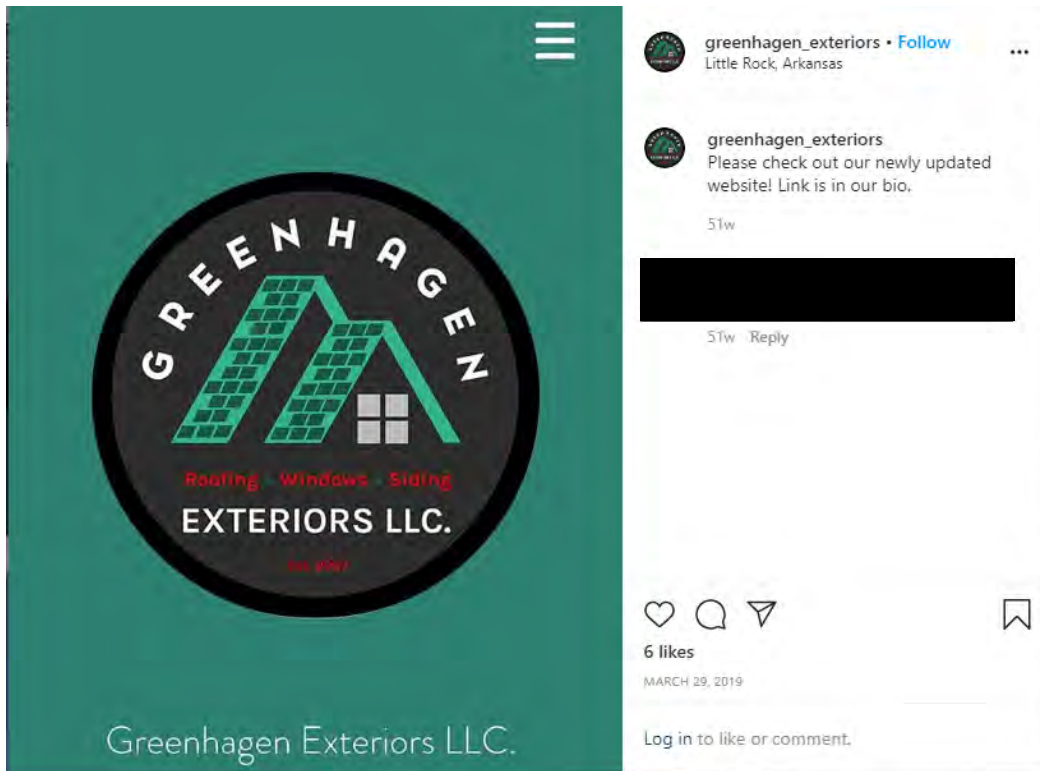 GREENHAGEN
Roofing - Windows - Siding
EXTERIORS LLC.
Greenhagen Exteriors LLC.
greenhagen_exteriors • Follow
Little Rock, Arkansas
greenhagen_exteriors
Please check out our newly updated
website! Link is in our bio.
51w
51w Reply
6 likes
MARCH 29, 2019
Log in to like or comment.